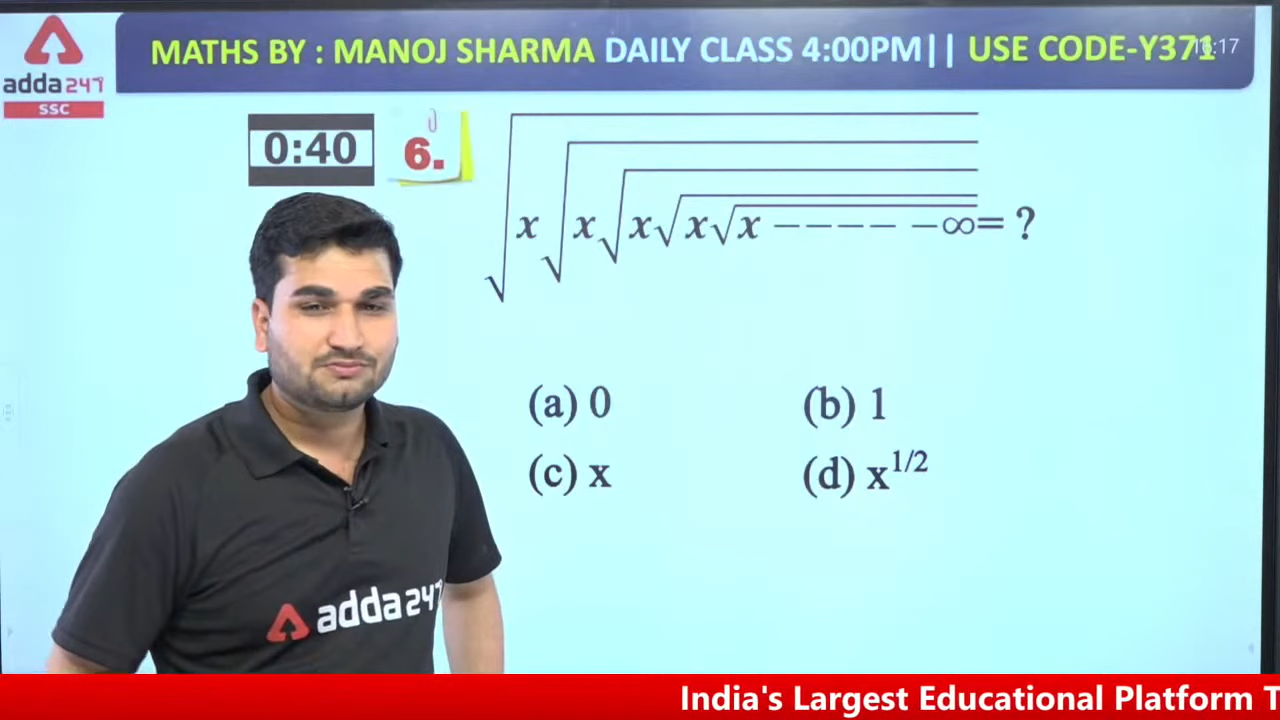 adda247
SSC
MATHS BY : MANOJ SHARMA DAILY CLASS 4:00PM|| USE CODE-Y371
0:40
6.
√x√x√x√x√x ------∞= ?
(a) 0
(b) 1
(c) x
(d) x^{1/2}
adda247
India's Largest Educational Platform T